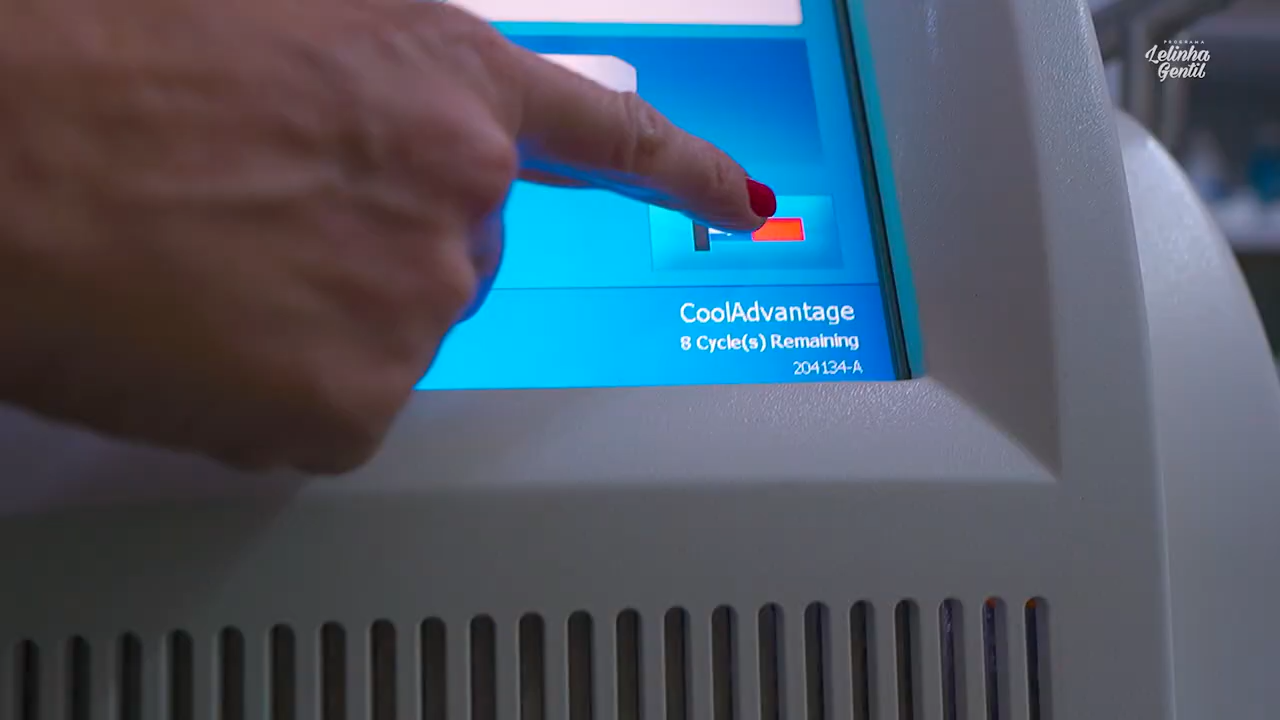 PROGRAMA
Lelinha
Gentil
CoolAdvantage
8 Cycle(s) Remaining
204134-A